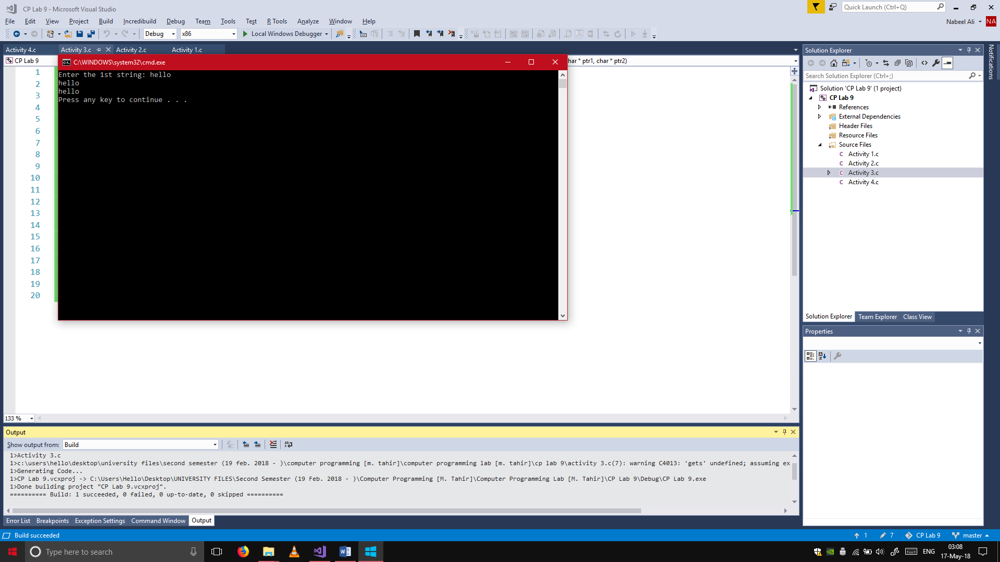 CP Lab 9 - Microsoft Visual Studio
Quick Launch (Ctrl+Q)
File Edit View Project Build Incredibuild Debug Team Tools Test R Tools Analyze Window Help
Nabeel Ali NA
Debug x86 Local Windows Debugger
Activity 4.c Activity 3.c Activity 2.c Activity 1.c
CP Lab 9
har * ptr1, char * ptr2)
C:\WINDOWS\system32\cmd.exe
Enter the 1st string: hello
hello
hello
Press any key to continue . . .
1
2
3
4
5
6
7
8
9
10
11
12
13
14
15
16
17
18
19
20
133 %
Solution Explorer
Search Solution Explorer (Ctrl+;)
Solution 'CP Lab 9' (1 project)
CP Lab 9
References
External Dependencies
Header Files
Resource Files
Source Files
Activity 1.c
Activity 2.c
Activity 3.c
Activity 4.c
Solution Explorer Team Explorer Class View
Properties
Notifications
Output
Show output from: Build
1>Activity 3.c
1>c:\users\hello\desktop\university files\second semester (19 feb. 2018 - )\computer programming [m. tahir]\computer programming lab [m. tahir]\cp lab 9\activity 3.c(7): warning C4013: 'gets' undefined; assuming ex
1>Generating Code...
1>CP Lab 9.vcxproj -> C:\Users\Hello\Desktop\UNIVERSITY FILES\Second Semester (19 Feb. 2018 - )\Computer Programming [M. Tahir]\Computer Programming Lab [M. Tahir]\CP Lab 9\Debug\CP Lab 9.exe
1>Done building project "CP Lab 9.vcxproj".
========== Build: 1 succeeded, 0 failed, 0 up-to-date, 0 skipped ==========
Error List Breakpoints Exception Settings Command Window Output
Build succeeded
1 7 CP Lab 9 master
Type here to search
ENG
03:08
17-May-18